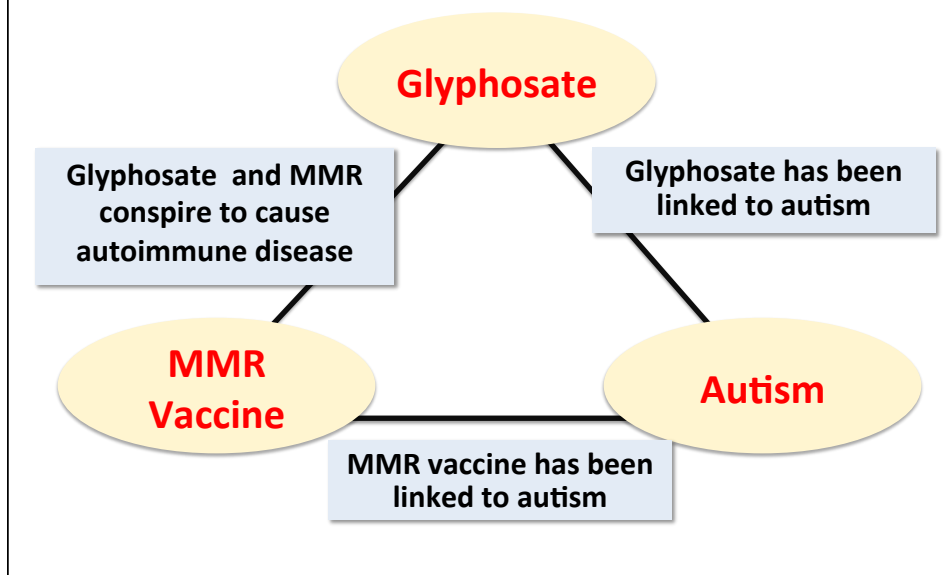 Glyphosate
Glyphosate and MMR
conspire to cause
autoimmune disease
Glyphosate has been
linked to autism
MMR
Vaccine
Autism
MMR vaccine has been
linked to autism